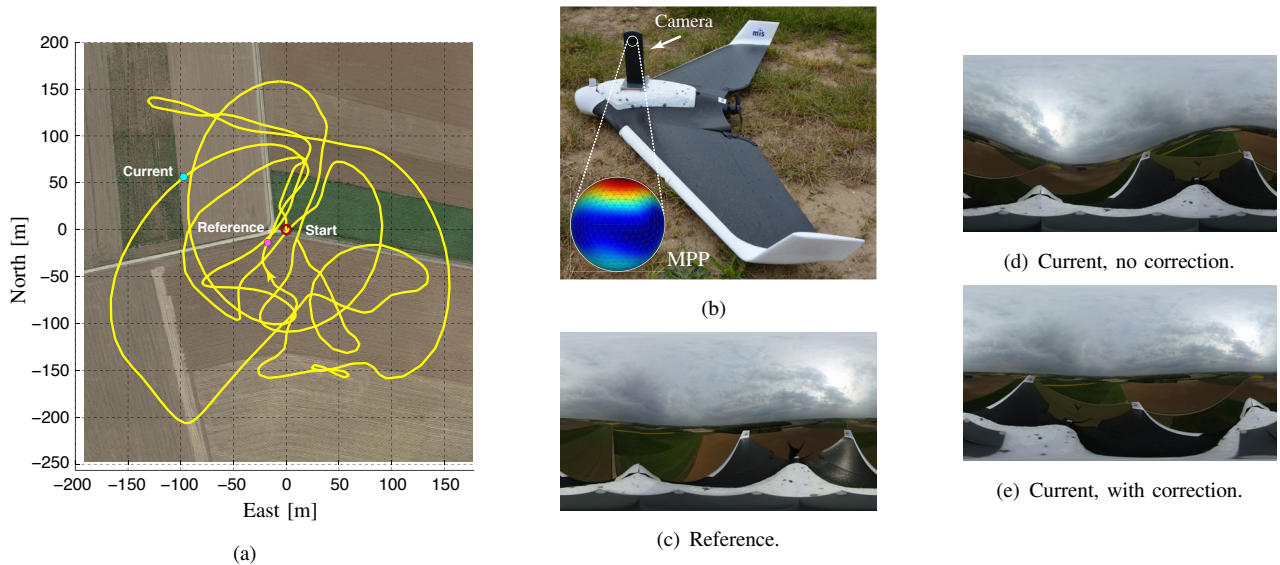 200
150
100
50
0
−50
−100
−150
−200
−250
North [m]
Current
Reference
Start
−200 −150 −100 −50 0 50 100 150
East [m]
(a)
Camera
mis
MPP
(b)
(c) Reference.
(d) Current, no correction.
(e) Current, with correction.